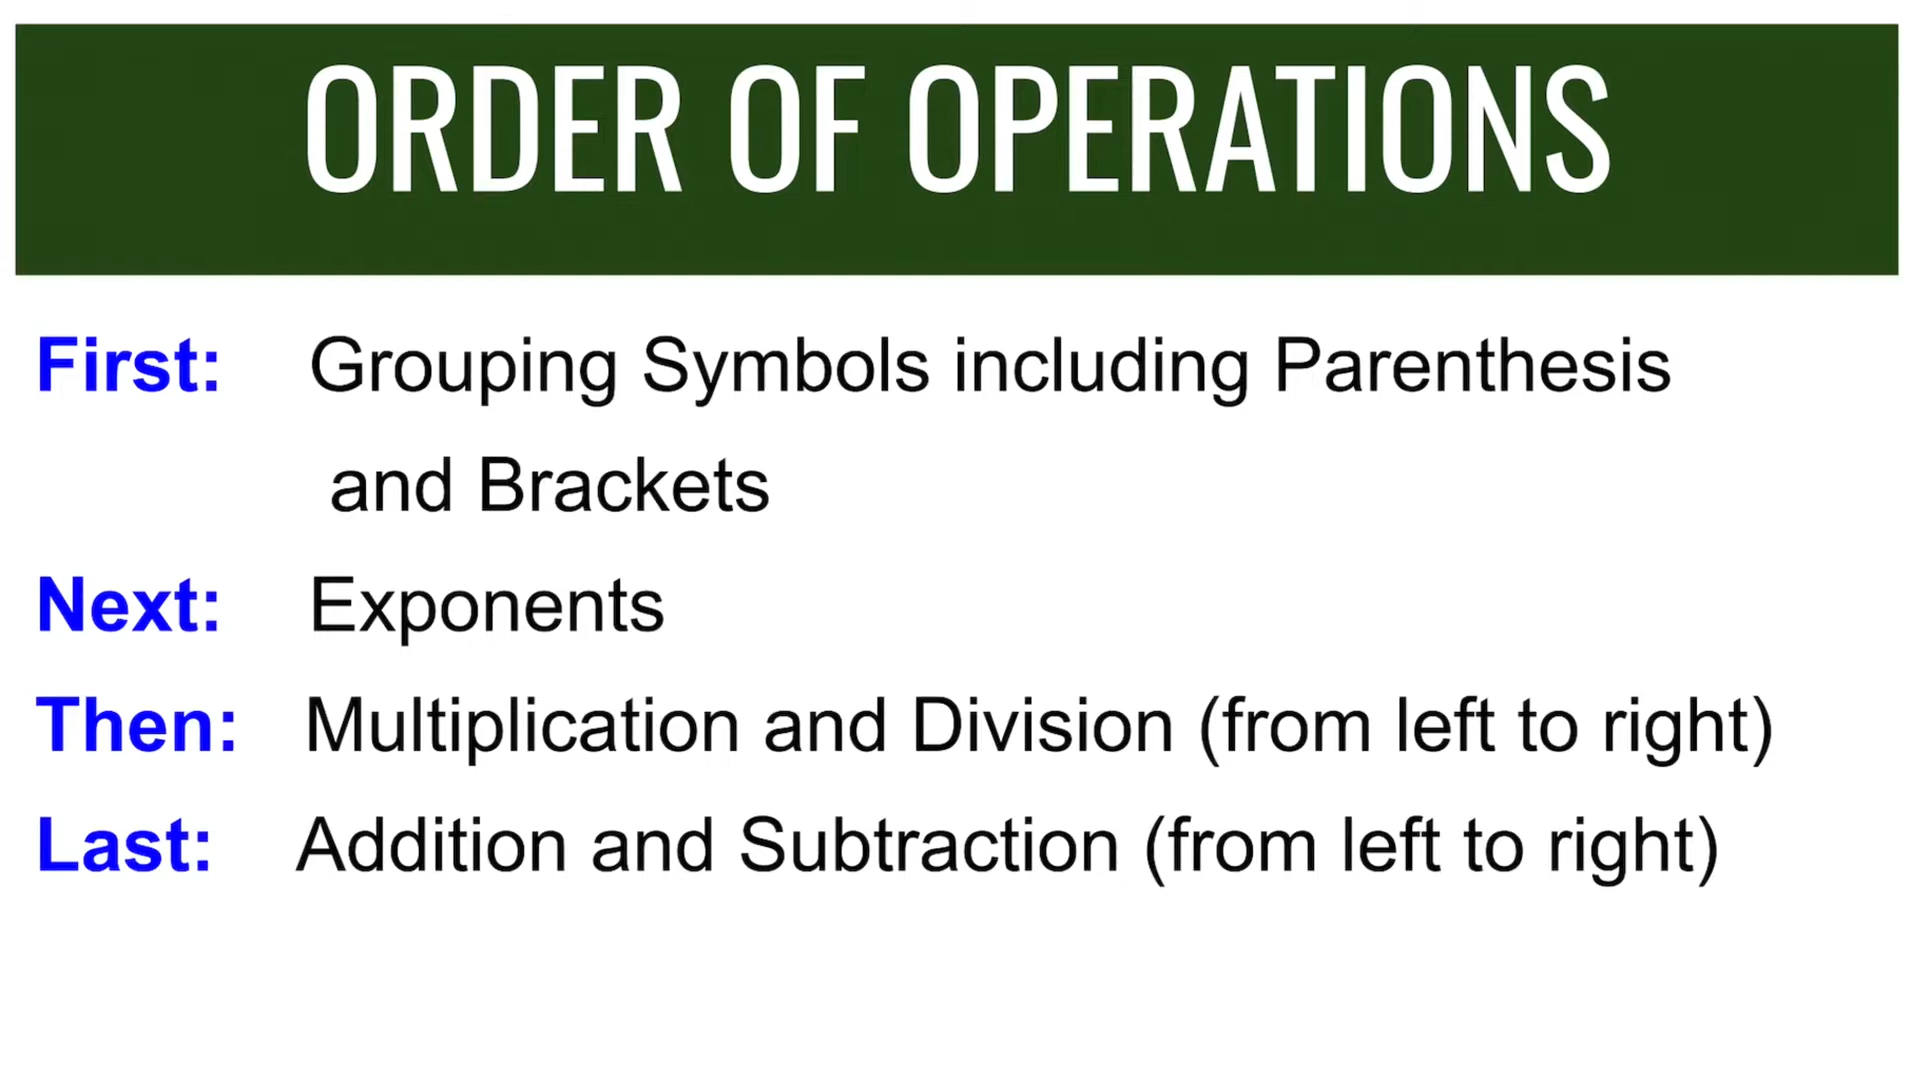 ORDER OF OPERATIONS
First: Grouping Symbols including Parenthesis
and Brackets
Next: Exponents
Then: Multiplication and Division (from left to right)
Last: Addition and Subtraction (from left to right)